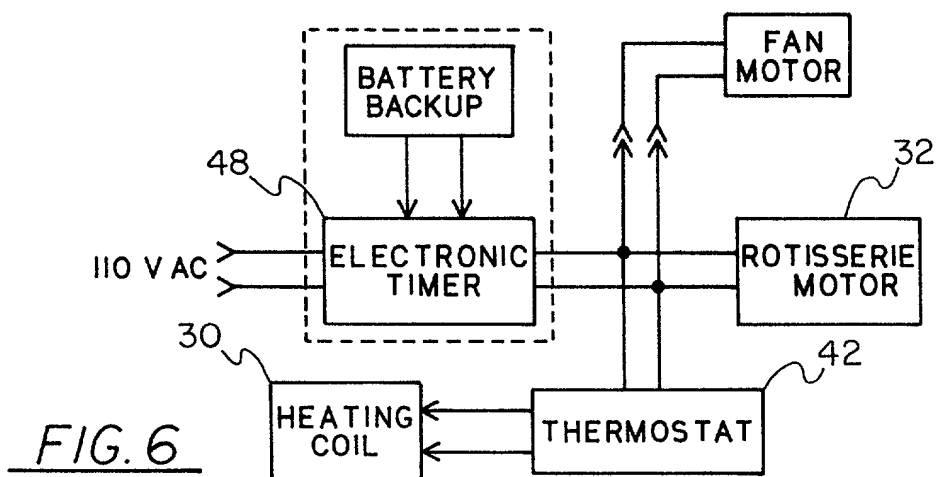 FAN
MOTOR
BATTERY
BACKUP
48
32
110 V AC
ELECTRONIC
TIMER
ROTISSERIE
MOTOR
30
42
HEATING
COIL
THERMOSTAT
FIG. 6